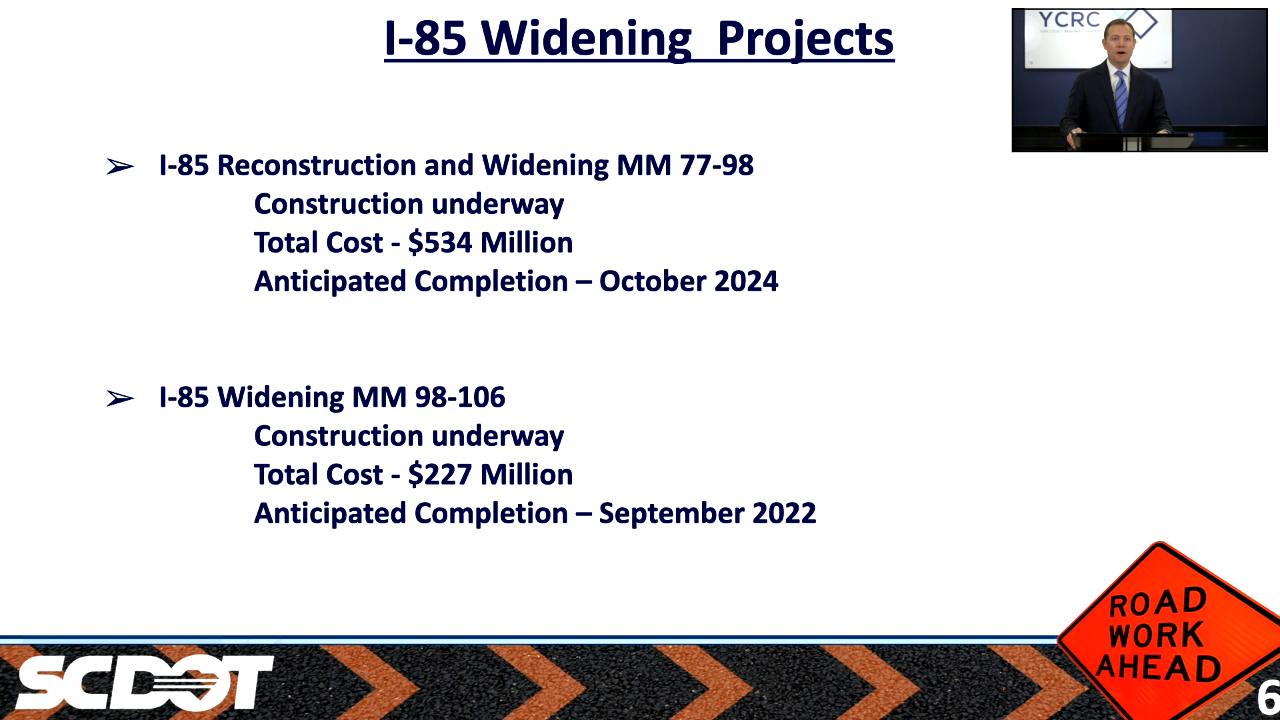 I-85 Widening  Projects
YCRC
➢ I-85 Reconstruction and Widening MM 77-98
Construction underway
Total Cost - $534 Million
Anticipated Completion – October 2024
➢ I-85 Widening MM 98-106
Construction underway
Total Cost - $227 Million
Anticipated Completion – September 2022
ROAD
WORK
AHEAD
SCDOT
6